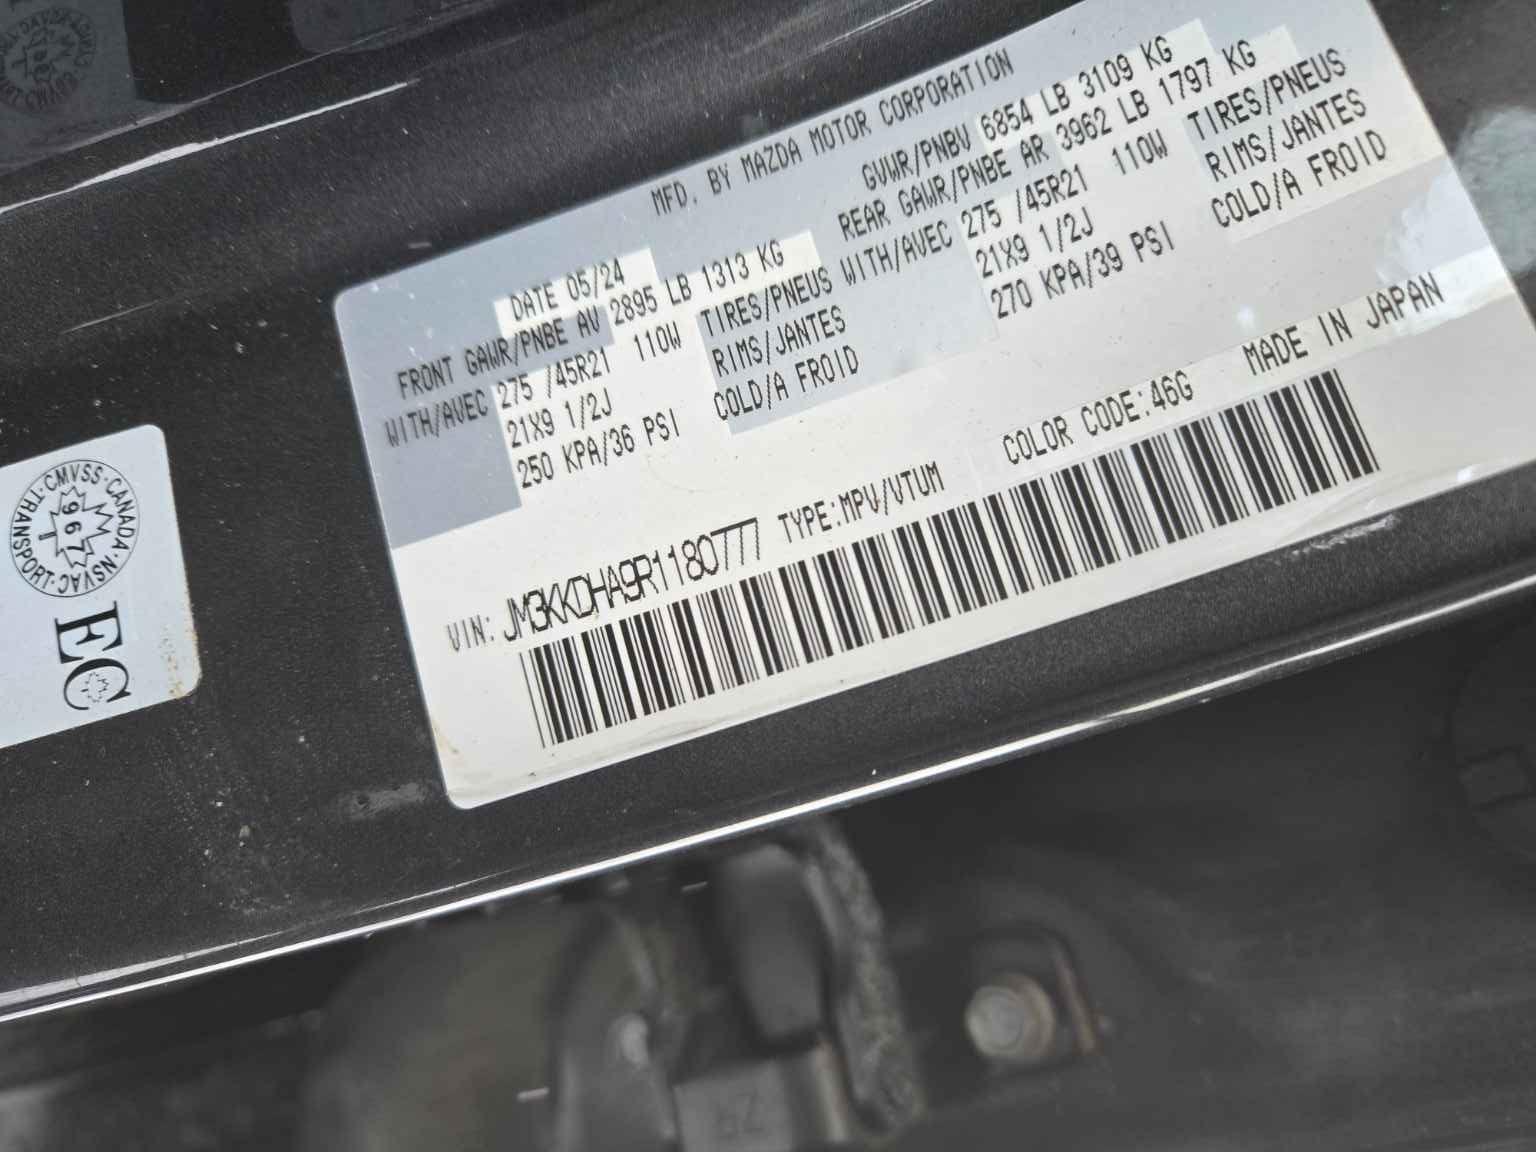 MFD. BY MAZDA MOTOR CORPORATION
DATE 05/24
GVWR/PNBV 6854 LB 3109 KG
FRONT GAWR/PNBE AV 2895 LB 1313 KG
REAR GAWR/PNBE AR 3962 LB 1797 KG
WITH/AVEC 275 /45R21 110W TIRES/PNEUS
WITH/AVEC 275 /45R21 110W TIRES/PNEUS
21X9 1/2J RIMS/JANTES
21X9 1/2J RIMS/JANTES
250 KPA/36 PSI COLD/A FROID
270 KPA/39 PSI COLD/A FROID
VIN: JM3KKDHA9R1180777 TYPE:MPV/VTUM COLOR CODE:46G MADE IN JAPAN
TRANSPORT·CMVSS·CANADA·NSVAC
967
EC